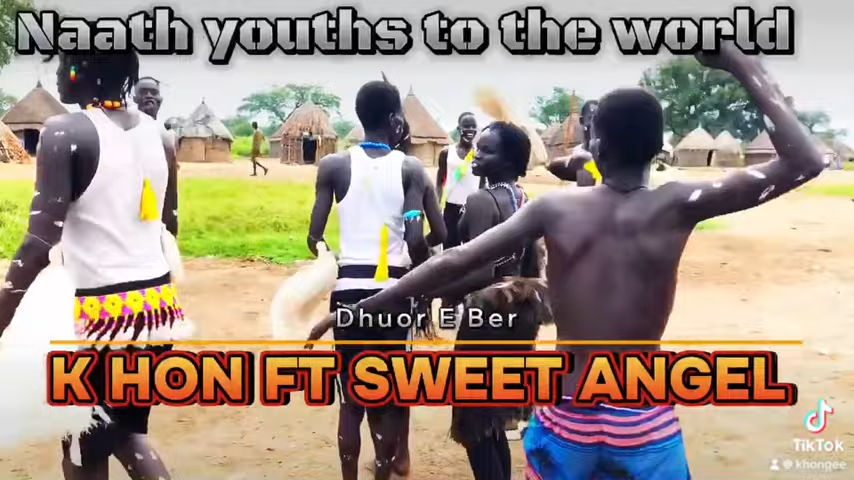 Naath youths to the world
Dhuor E Ber
K HON FT SWEET ANGEL
TikTok
@khongee